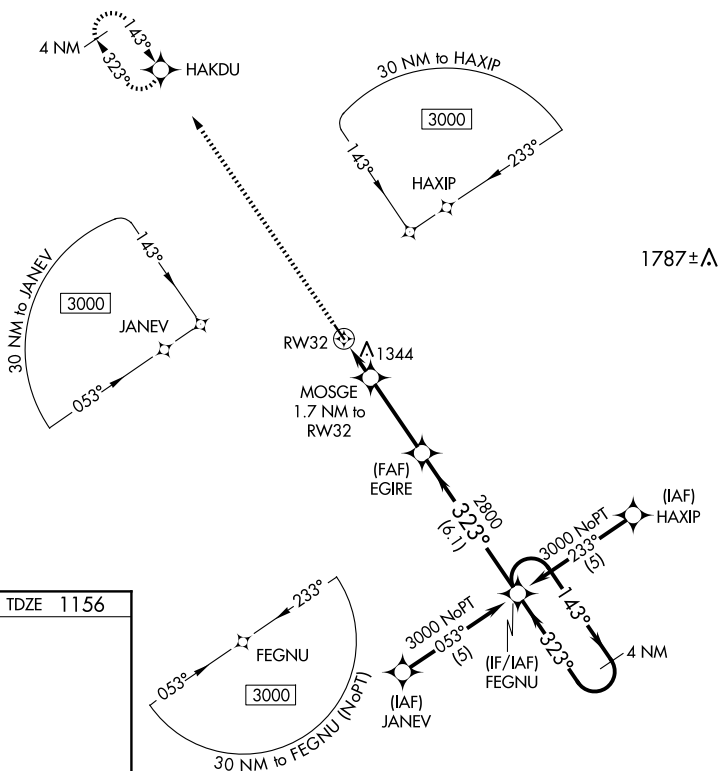 4 NM
143°
323°
HAKDU
30 NM to HAXIP
3000
143°
233°
HAXIP
1787±
30 NM to JANEV
143°
3000
JANEV
053°
RW32
1344
MOSGE
1.7 NM to
RW32
(FAF)
EGIRE
2800
323°
(6.1)
(IAF)
HAXIP
3000 NoPT
233°
(5)
TDZE 1156
233°
FEGNU
053°
3000
30 NM to FEGNU (NoPT)
3000 NoPT
053°
(5)
(IAF)
JANEV
(IF/IAF)
FEGNU
143°
323°
4 NM